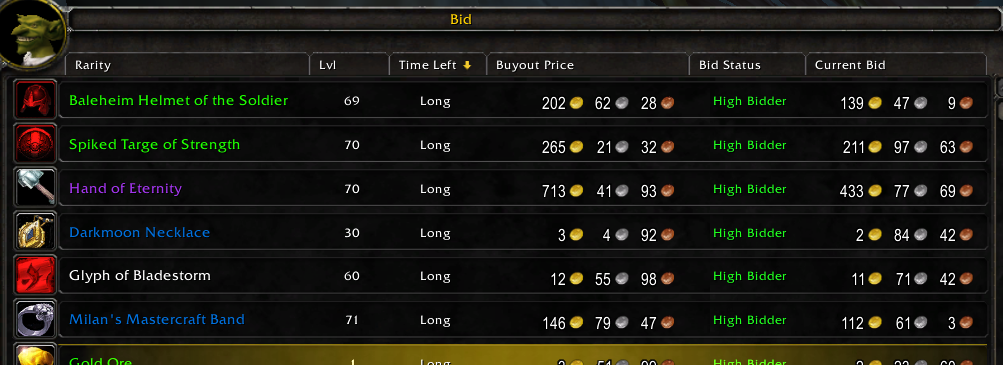 Bid
Rarity Lvl Time Left Buyout Price Bid Status Current Bid
Baleheim Helmet of the Soldier 69 Long 202 62 28 High Bidder 139 47 9
Spiked Targe of Strength 70 Long 265 21 32 High Bidder 211 97 63
Hand of Eternity 70 Long 713 41 93 High Bidder 433 77 69
Darkmoon Necklace 30 Long 3 4 92 High Bidder 2 84 42
Glyph of Bladestorm 60 Long 12 55 98 High Bidder 11 71 42
Milan's Mastercraft Band 71 Long 146 79 47 High Bidder 112 61 3
Gold Ore 1 Long High Bidder